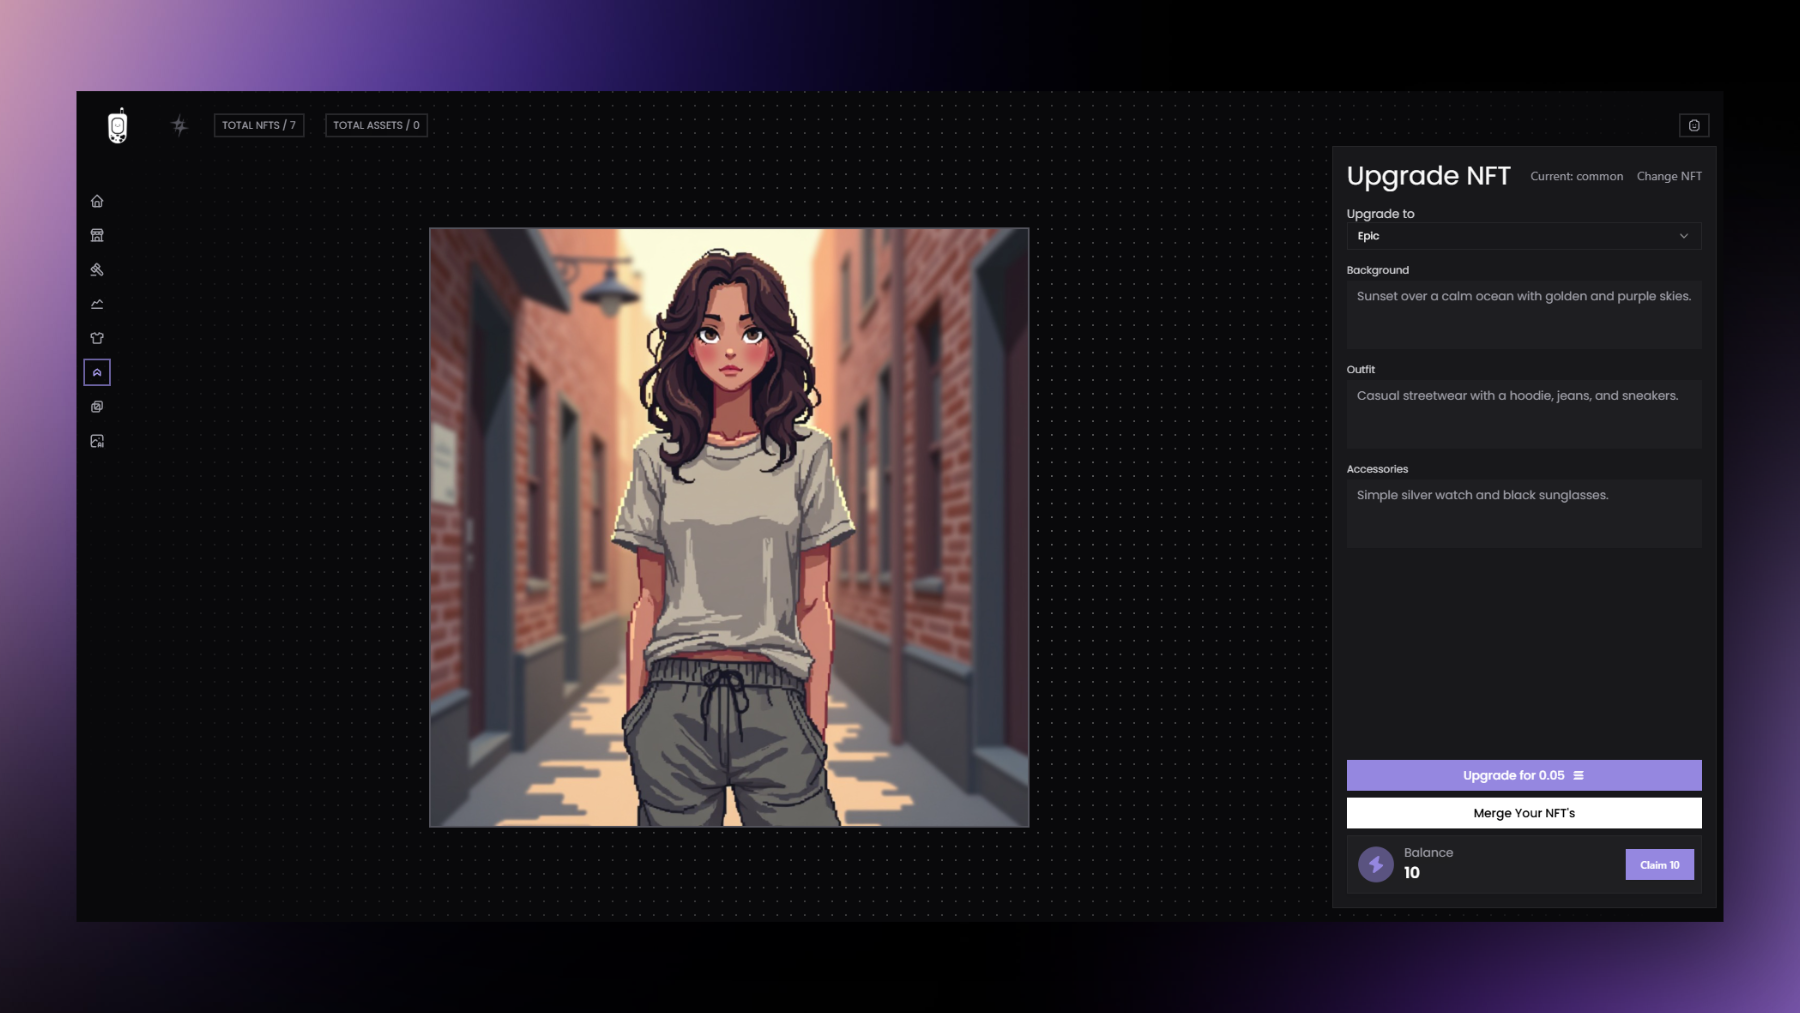 TOTAL NFTS / 7
TOTAL ASSETS / 0
Upgrade NFT
Current: common
Change NFT
Upgrade to
Epic
Background
Sunset over a calm ocean with golden and purple skies.
Outfit
Casual streetwear with a hoodie, jeans, and sneakers.
Accessories
Simple silver watch and black sunglasses.
Upgrade for 0.05
Merge Your NFT's
Balance
10
Claim 10